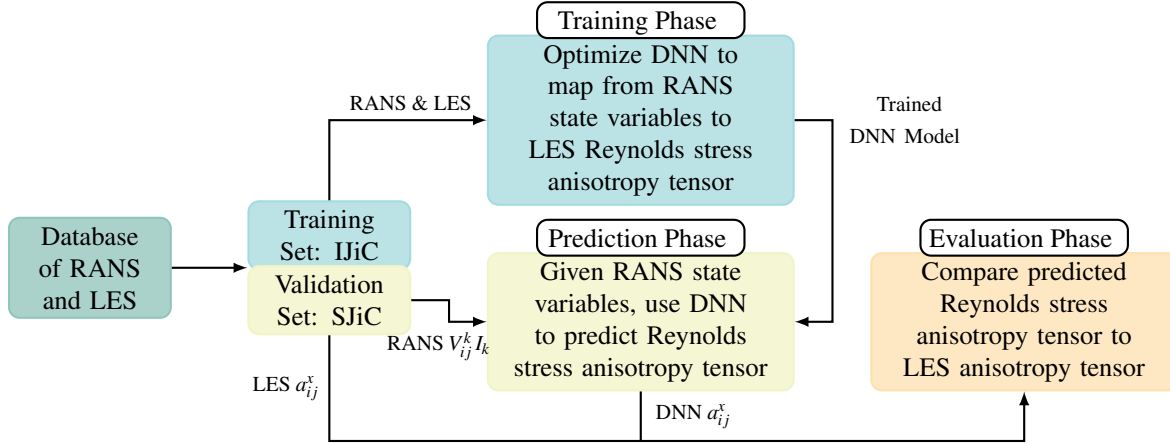 Training Phase
Optimize DNN to
map from RANS
state variables to
LES Reynolds stress
anisotropy tensor
RANS & LES
Trained
DNN Model
Database
of RANS
and LES
Training
Set: IJiC
Validation
Set: SJiC
RANS V_{ij}^k I_k
LES a_{ij}^x
Prediction Phase
Given RANS state
variables, use DNN
to predict Reynolds
stress anisotropy tensor
DNN a_{ij}^x
Evaluation Phase
Compare predicted
Reynolds stress
anisotropy tensor to
LES anisotropy tensor